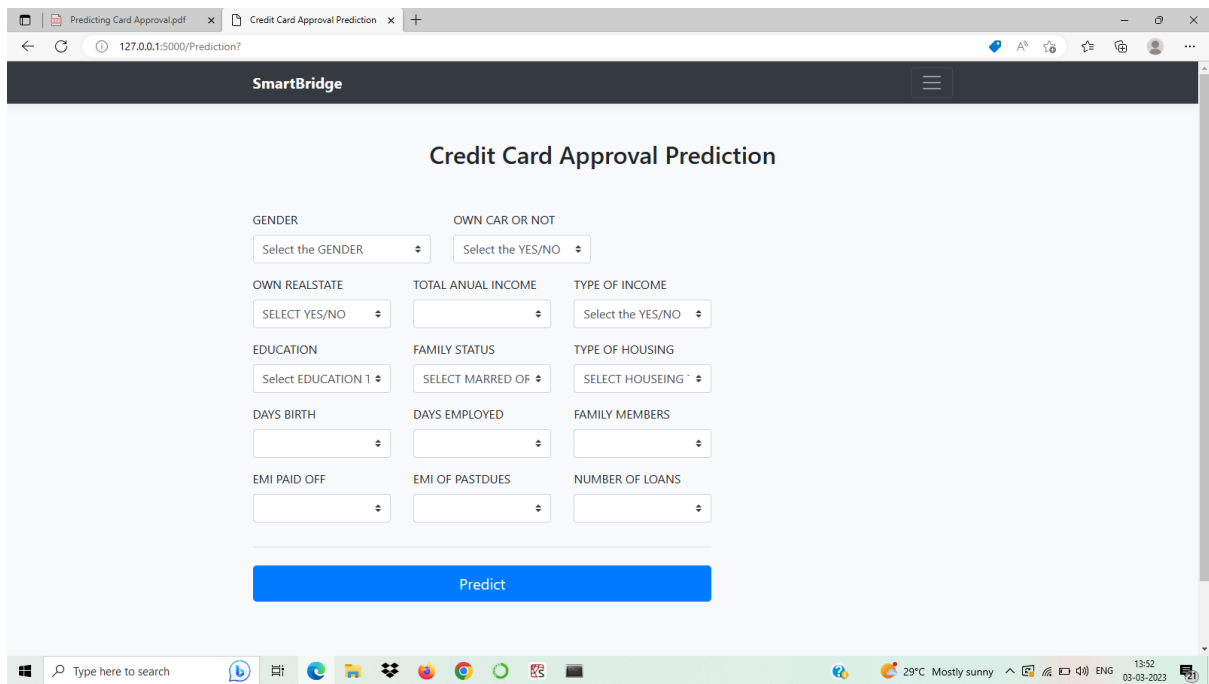 Predicting Card Approval.pdf
Credit Card Approval Prediction
127.0.0.1:5000/Prediction?
SmartBridge
Credit Card Approval Prediction
GENDER OWN CAR OR NOT
Select the GENDER Select the YES/NO
OWN REALSTATE TOTAL ANUAL INCOME TYPE OF INCOME
SELECT YES/NO Select the YES/NO
EDUCATION FAMILY STATUS TYPE OF HOUSING
Select EDUCATION SELECT MARRED SELECT HOUSEING
DAYS BIRTH DAYS EMPLOYED FAMILY MEMBERS
EMI PAID OFF EMI OF PASTDUES NUMBER OF LOANS
Predict
Type here to search 29°C Mostly sunny ENG 13:52
03-03-2023 21